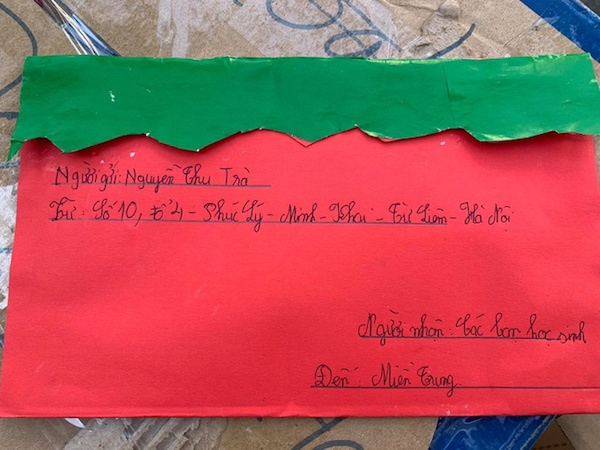 Người gửi: Nguyễn Thu Trà
Từ: Số 10, tổ 4 - Phúc Lý - Minh - Khai - Từ Liêm - Hà Nội
Người nhận: Các bạn học sinh
Đến: Miền Trung